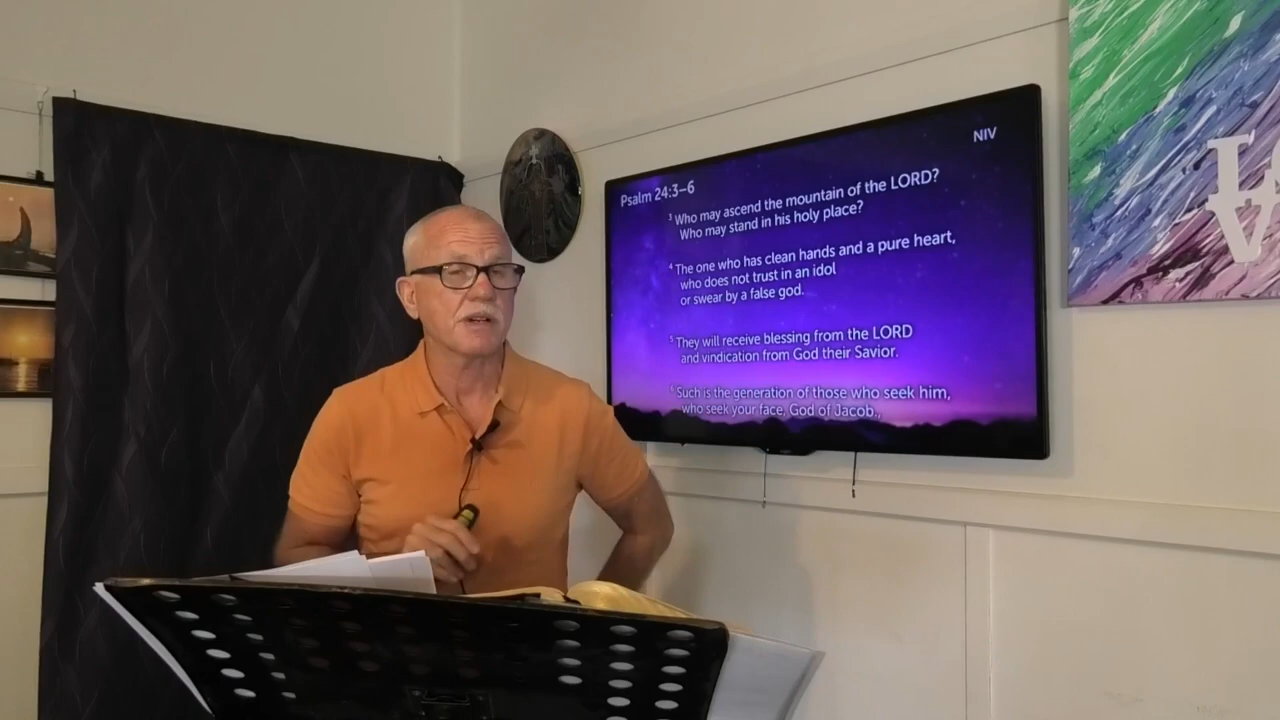 NIV
Psalm 24:3–6
³ Who may ascend the mountain of the LORD?
Who may stand in his holy place?
⁴ The one who has clean hands and a pure heart,
who does not trust in an idol
or swear by a false god.
⁵ They will receive blessing from the LORD
and vindication from God their Savior.
⁶ Such is the generation of those who seek him,
who seek your face, God of Jacob.,